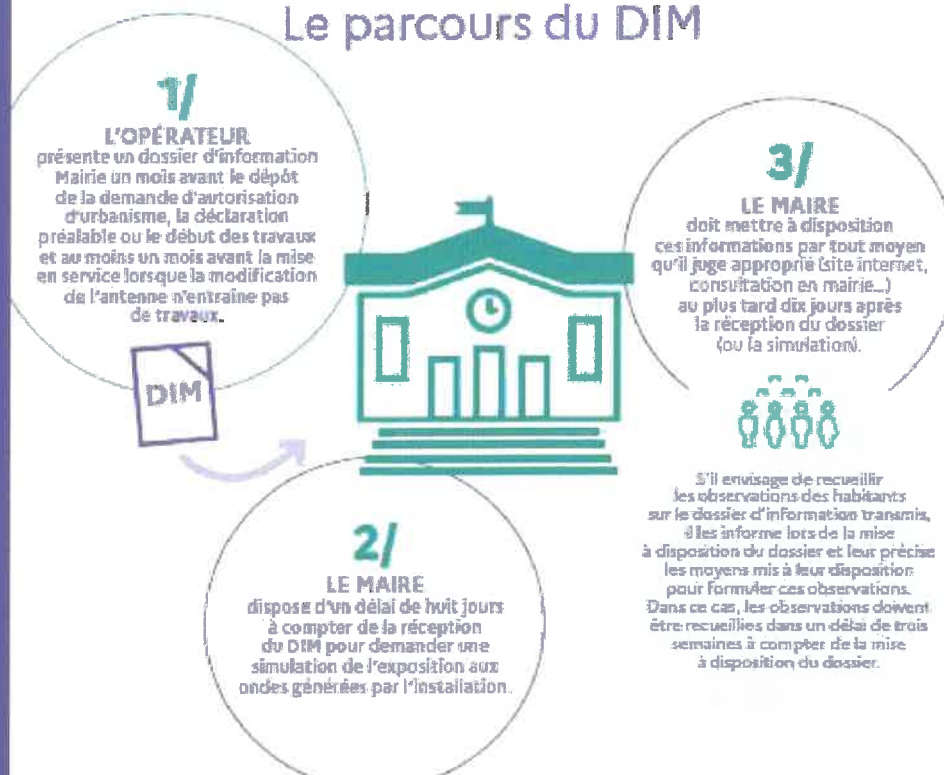 Le parcours du DIM
1/
L'OPÉRATEUR
présente un dossier d'information
Mairie un mois avant le dépôt
de la demande d'autorisation
d'urbanisme, la déclaration
préalable ou le début des travaux
et au moins un mois avant la mise
en service lorsque la modification
de l'antenne n'entraîne pas
de travaux.
DIM
2/
LE MAIRE
dispose d'un délai de huit jours
à compter de la réception
du DIM pour demander une
simulation de l'exposition aux
ondes générées par l'installation.
3/
LE MAIRE
doit mettre à disposition
ces informations par tout moyen
qu'il juge approprié (site internet,
consultation en mairie...)
au plus tard dix jours après
la réception du dossier
(ou la simulation).
S'il envisage de recueillir
les observations des habitants
sur le dossier d'information transmis,
il les informe lors de la mise
à disposition du dossier et leur précise
les moyens mis à leur disposition
pour formuler ces observations.
Dans ce cas, les observations doivent
être recueillies dans un délai de trois
semaines à compter de la mise
à disposition du dossier.